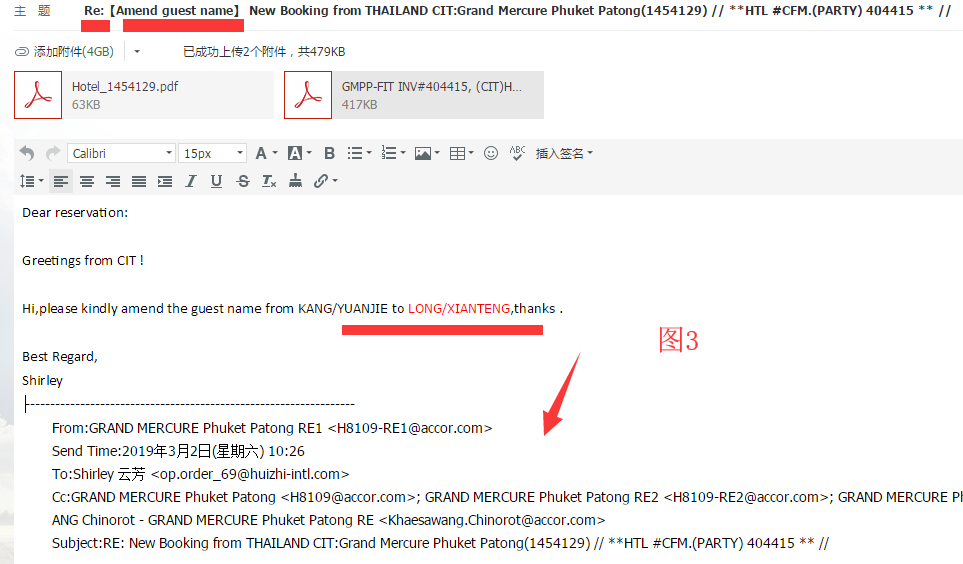 主 题 Re:【Amend guest name】 New Booking from THAILAND CIT:Grand Mercure Phuket Patong(1454129) // **HTL #CFM.(PARTY) 404415 ** //
添加附件(4GB) 已成功上传2个附件，共479KB
Hotel_1454129.pdf GMPP-FIT INV#404415, (CIT)H...
63KB 417KB
Calibri 15px A A B ABC 插入签名
I U S Tx
Dear reservation:
Greetings from CIT !
Hi,please kindly amend the guest name from KANG/YUANJIE to LONG/XIANTENG,thanks .
图3
Best Regard,
Shirley
From:GRAND MERCURE Phuket Patong RE1 <H8109-RE1@accor.com>
Send Time:2019年3月2日(星期六) 10:26
To:Shirley 云芳 <op.order_69@huizhi-intl.com>
Cc:GRAND MERCURE Phuket Patong <H8109@accor.com>; GRAND MERCURE Phuket Patong RE2 <H8109-RE2@accor.com>; GRAND MERCURE
ANG Chinorot - GRAND MERCURE Phuket Patong RE <Khaesawang.Chinorot@accor.com>
Subject:RE: New Booking from THAILAND CIT:Grand Mercure Phuket Patong(1454129) // **HTL #CFM.(PARTY) 404415 ** //